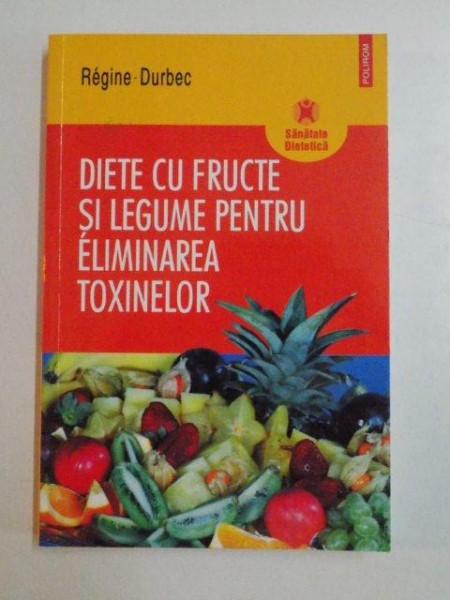 POLIROM
Régine Durbec
Sănătate
Dietetică
DIETE CU FRUCTE
ȘI LEGUME PENTRU
ELIMINAREA
TOXINELOR